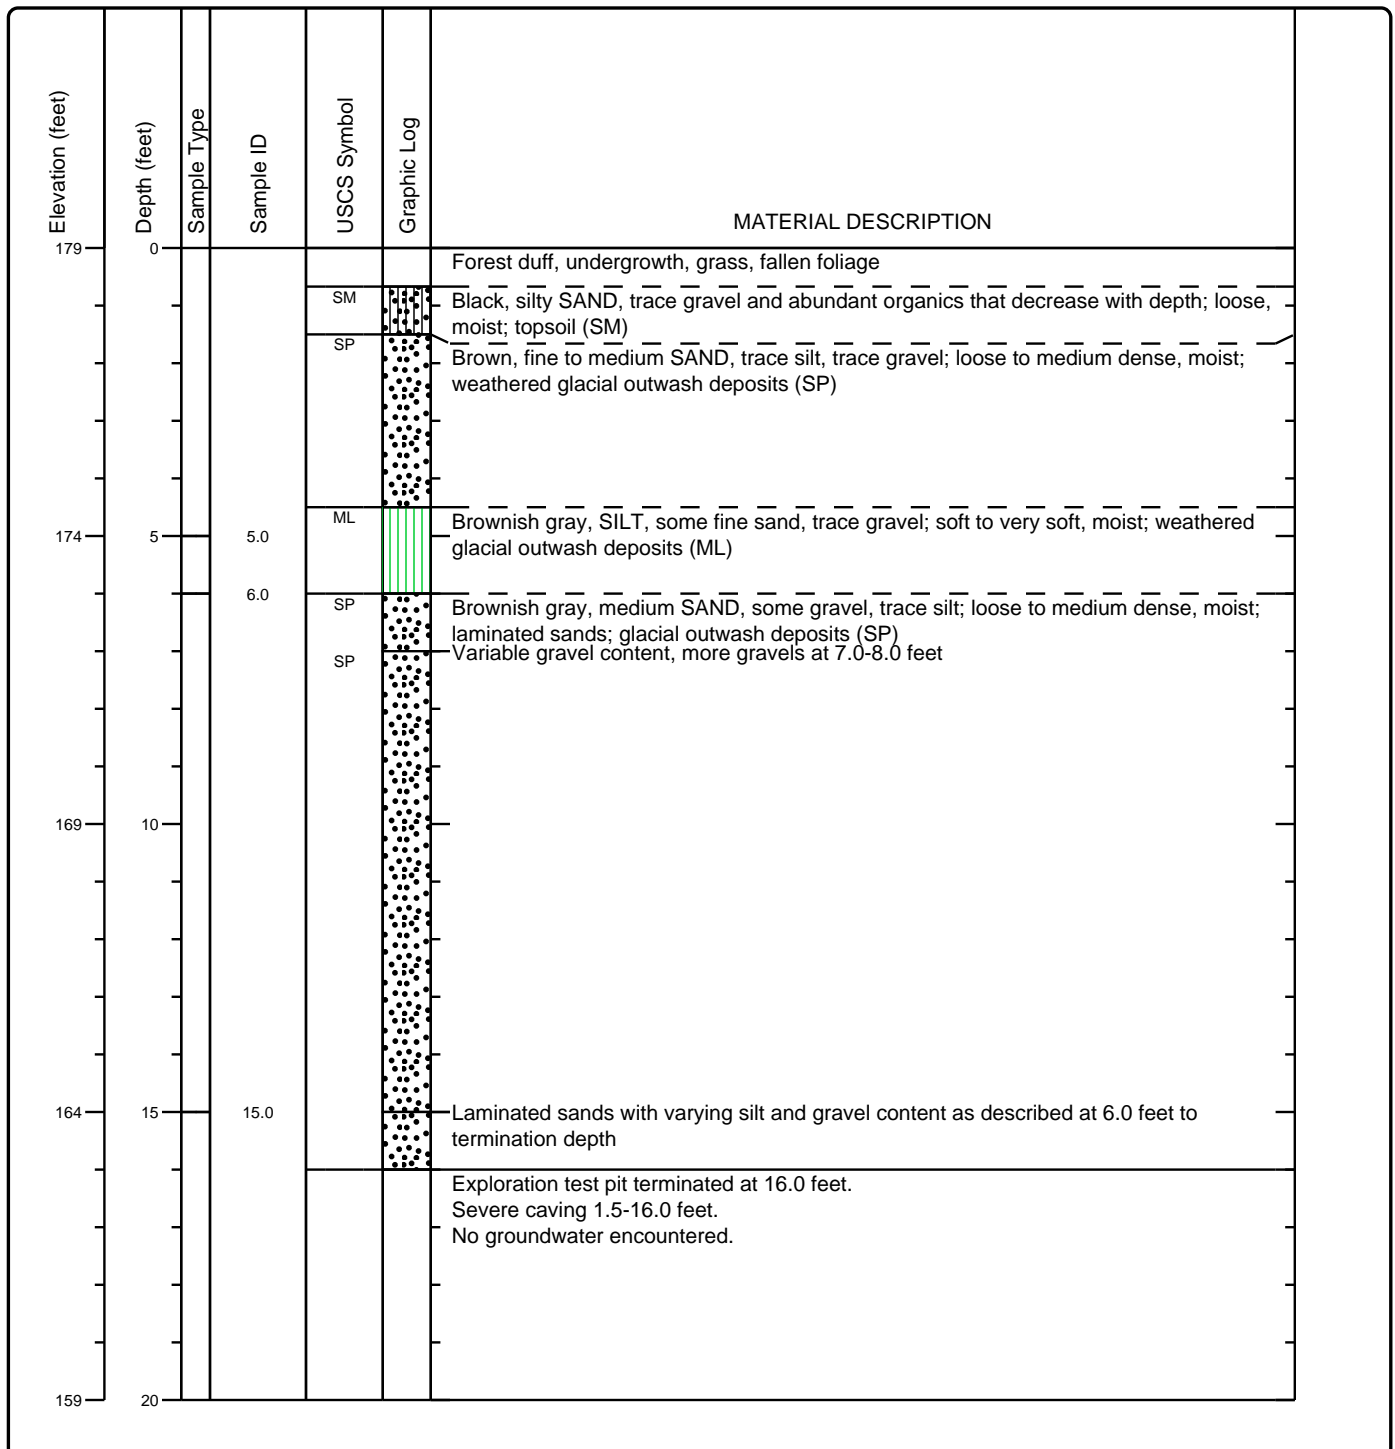 Elevation (feet)
Depth (feet)
Sample Type
Sample ID
USCS Symbol
Graphic Log
MATERIAL DESCRIPTION
179
0
Forest duff, undergrowth, grass, fallen foliage
SM
Black, silty SAND, trace gravel and abundant organics that decrease with depth; loose,
moist; topsoil (SM)
SP
Brown, fine to medium SAND, trace silt, trace gravel; loose to medium dense, moist;
weathered glacial outwash deposits (SP)
ML
Brownish gray, SILT, some fine sand, trace gravel; soft to very soft, moist; weathered
glacial outwash deposits (ML)
174
5
5.0
6.0
SP
Brownish gray, medium SAND, some gravel, trace silt; loose to medium dense, moist;
laminated sands; glacial outwash deposits (SP)
Variable gravel content, more gravels at 7.0-8.0 feet
SP
169
10
164
15
15.0
Laminated sands with varying silt and gravel content as described at 6.0 feet to
termination depth
Exploration test pit terminated at 16.0 feet.
Severe caving 1.5-16.0 feet.
No groundwater encountered.
159
20